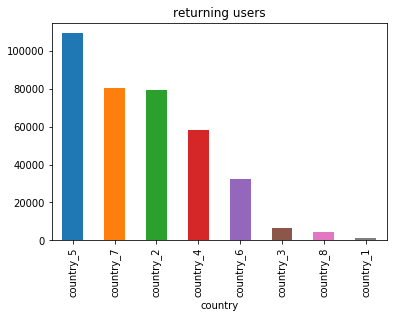 returning users
100000
80000
60000
40000
20000
0
country_5
country_7
country_2
country_4
country_6
country_3
country_8
country_1
country